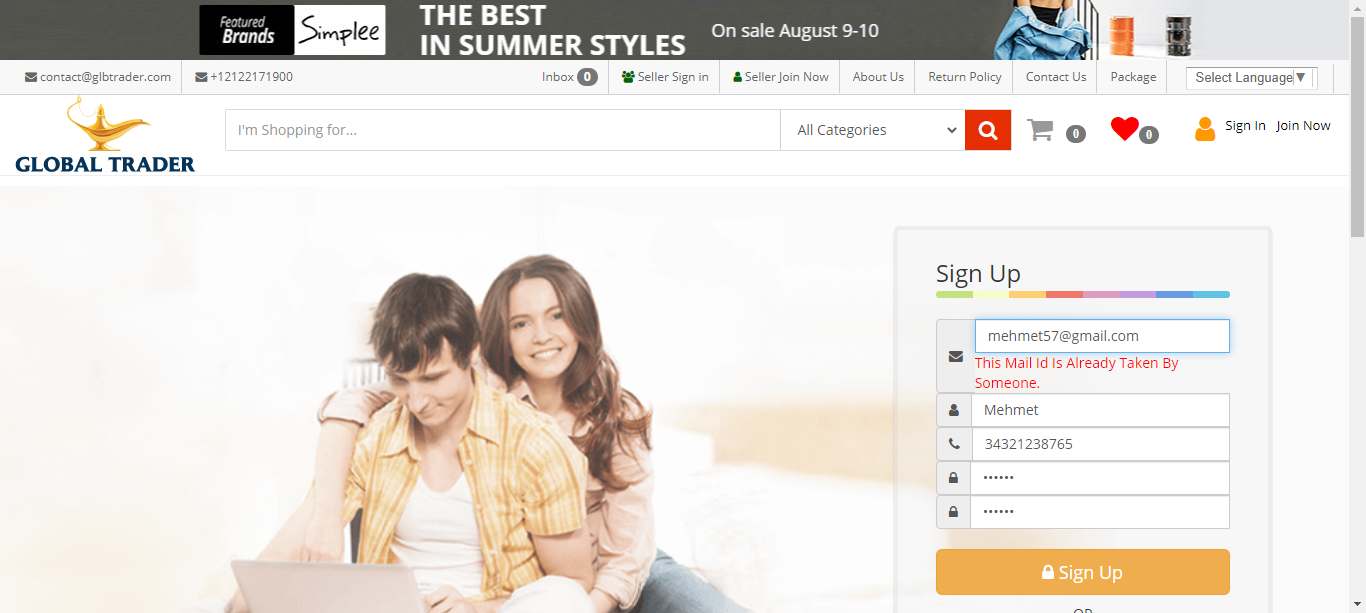 Featured
Brands
Simplee
THE BEST
IN SUMMER STYLES
On sale August 9-10
contact@glbtrader.com
+12122171900
Inbox 0
Seller Sign in
Seller Join Now
About Us
Return Policy
Contact Us
Package
Select Language▼
GLOBAL TRADER
I'm Shopping for...
All Categories
0
0
Sign In
Join Now
Sign Up
mehmet57@gmail.com
This Mail Id Is Already Taken By
Someone.
Mehmet
34321238765
••••••
••••••
Sign Up
OR